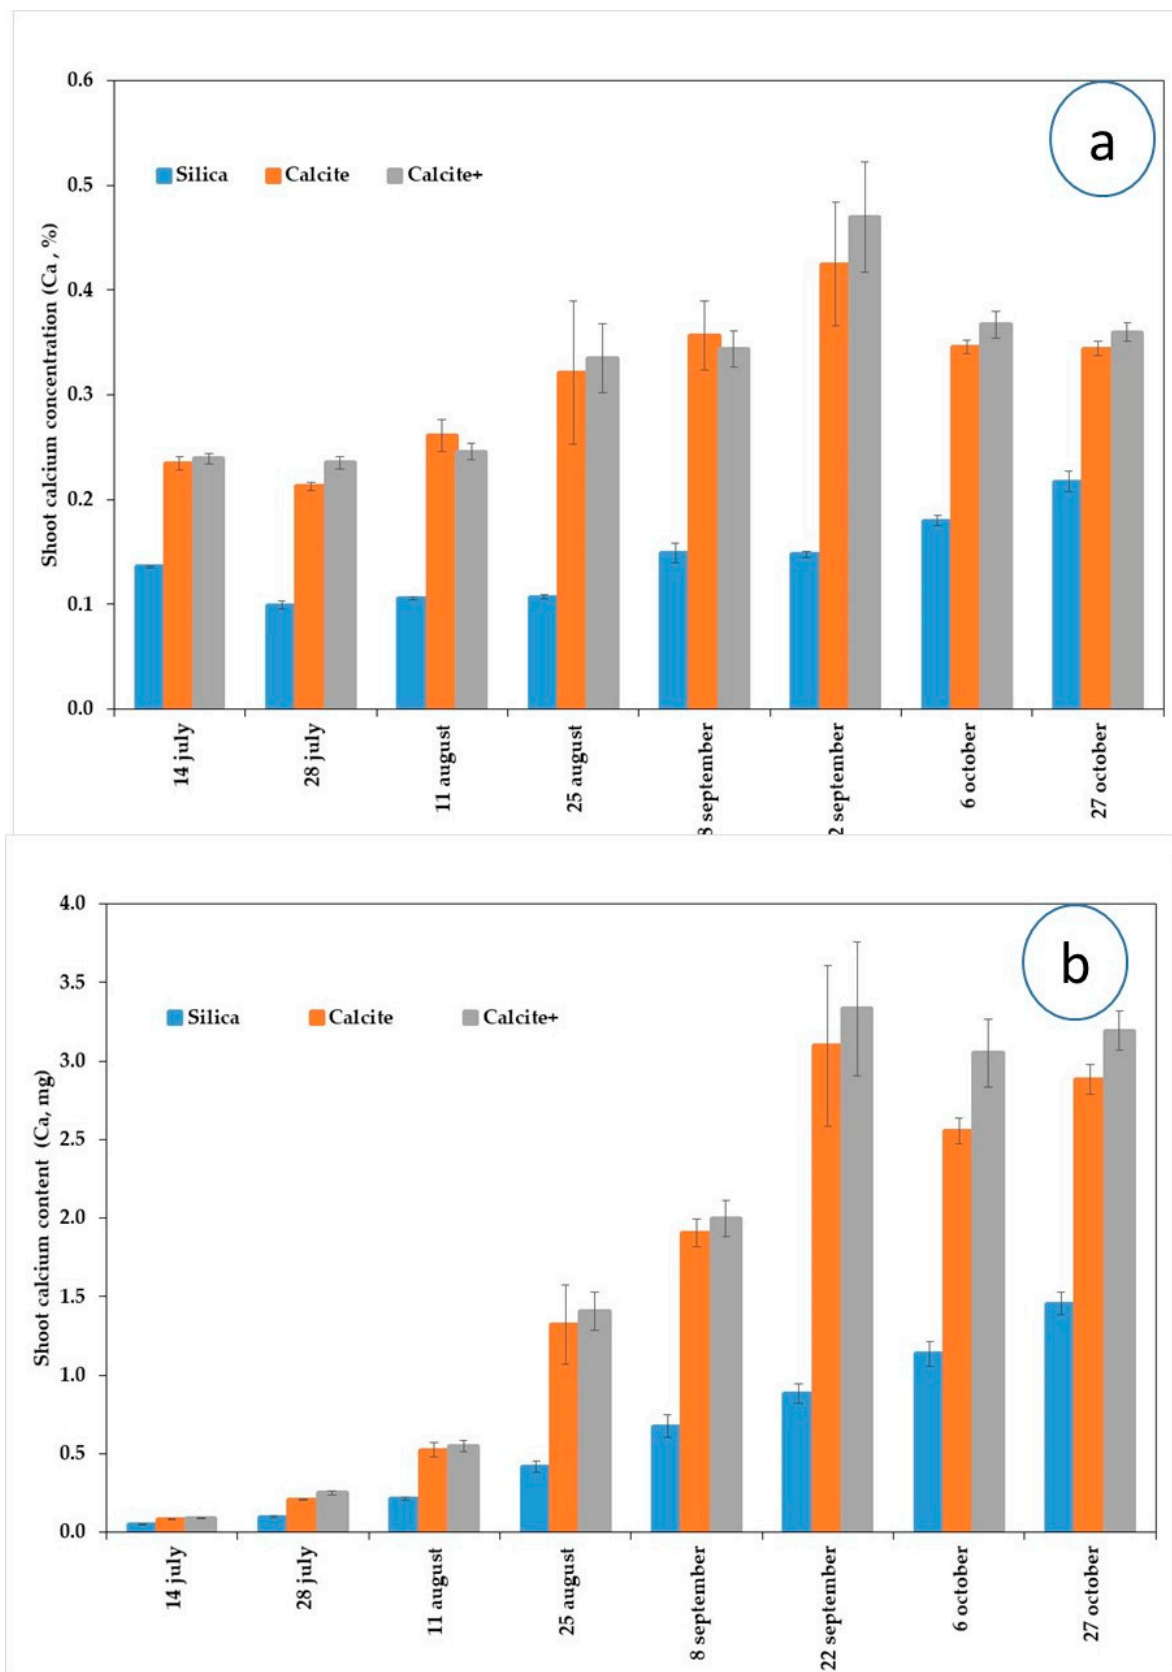 a
0.6
0.5
0.4
0.3
0.2
0.1
0.0
Shoot calcium concentration (Ca , %)
Silica Calcite Calcite+
14 july
28 july
11 august
25 august
8 september
2 september
6 october
27 october
b
4.0
3.5
3.0
2.5
2.0
1.5
1.0
0.5
0.0
Shoot calcium content (Ca, mg)
Silica Calcite Calcite+
14 july
28 july
11 august
25 august
8 september
22 september
6 october
27 october